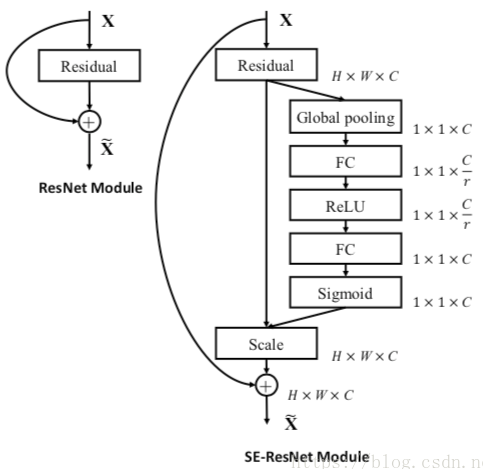 X
Residual
+
X̃
ResNet Module
X
Residual
H × W × C
Global pooling
1 × 1 × C
FC
1 × 1 × C/r
ReLU
1 × 1 × C/r
FC
1 × 1 × C
Sigmoid
1 × 1 × C
Scale
H × W × C
+
H × W × C
X̃
SE-ResNet Module
https://blog.csdn.ne